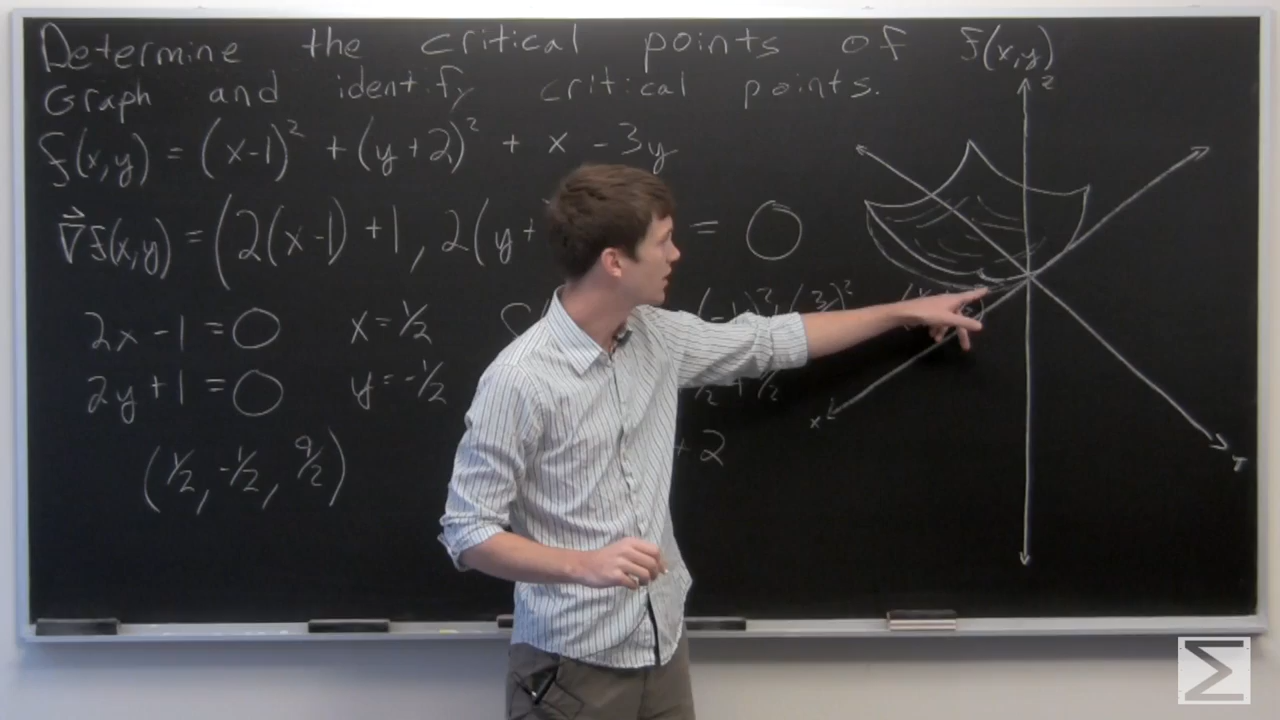 Determine the critical points of f(x,y)
Graph and identify critical points.
f(x,y) = (x-1)² + (y+2)² + x - 3y
∇f(x,y) = (2(x-1) +1, 2(y+ = 0
2x -1 = 0 x = 1/2
2y +1 = 0 y = -1/2
(1/2, -1/2, 9/2)
+ 2
z
x
Σ